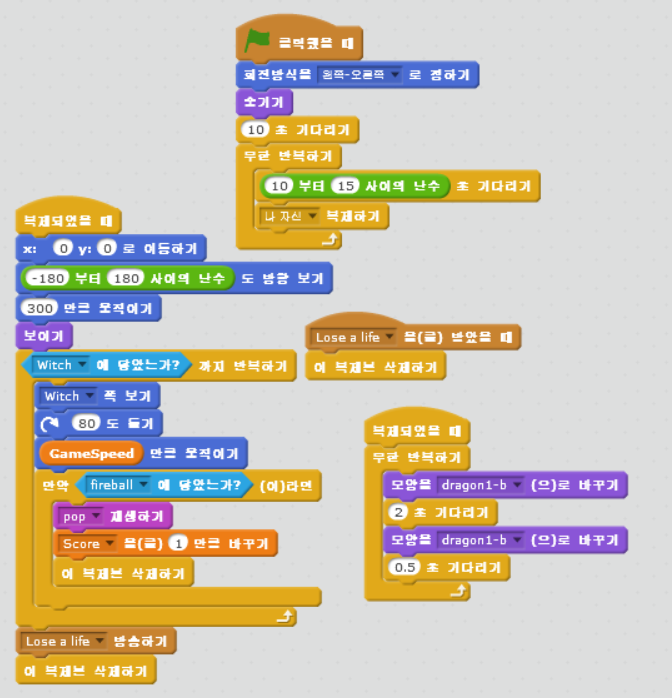 클릭했을 때
회전방식을 왼쪽-오른쪽 로 정하기
숨기기
10 초 기다리기
무한 반복하기
10 부터 15 사이의 난수 초 기다리기
나 자신 복제하기
복제되었을 때
x: 0 y: 0 로 이동하기
-180 부터 180 사이의 난수 도 방향 보기
300 만큼 움직이기
보이기
Witch 에 닿았는가? 까지 반복하기
Witch 쪽 보기
80 도 돌기
GameSpeed 만큼 움직이기
만약 fireball 에 닿았는가? (이)라면
pop 재생하기
Score 을(를) 1 만큼 바꾸기
이 복제본 삭제하기
Lose a life 방송하기
이 복제본 삭제하기
Lose a life 을(를) 받았을 때
이 복제본 삭제하기
복제되었을 때
무한 반복하기
모양을 dragon1-b (으)로 바꾸기
2 초 기다리기
모양을 dragon1-b (으)로 바꾸기
0.5 초 기다리기